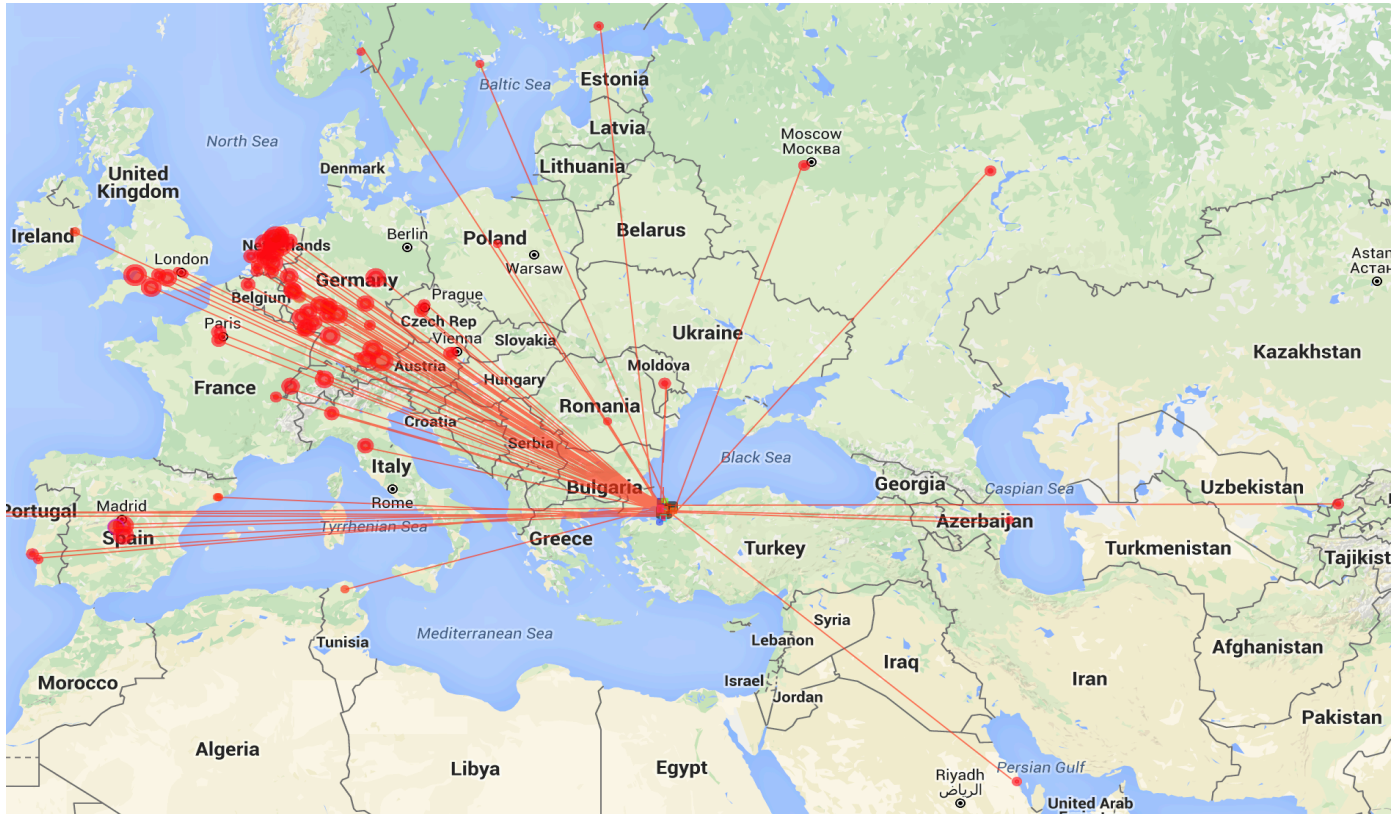 Estonia
Baltic Sea
Latvia
Moscow
Москва
North Sea
Denmark
Lithuania
United
Kingdom
Ireland
Netherlands
Berlin
Poland
Belarus
London
Warsaw
Astan
Астан
Germany
Belgium
Prague
Paris
Czech Rep
Vienna
Slovakia
Ukraine
Kazakhstan
Austria
Moldova
France
Hungary
Romania
Croatia
Serbia
Black Sea
Italy
Bulgaria
Georgia
Caspian Sea
Uzbekistan
Rome
Portugal
Madrid
Spain
Tyrrhenian Sea
Greece
Turkey
Azerbaijan
Turkmenistan
Tajikist
Syria
Mediterranean Sea
Tunisia
Lebanon
Iraq
Afghanistan
Morocco
Israel
Jordan
Iran
Pakistan
Algeria
Libya
Egypt
Persian Gulf
Riyadh
الرياض
United Arab